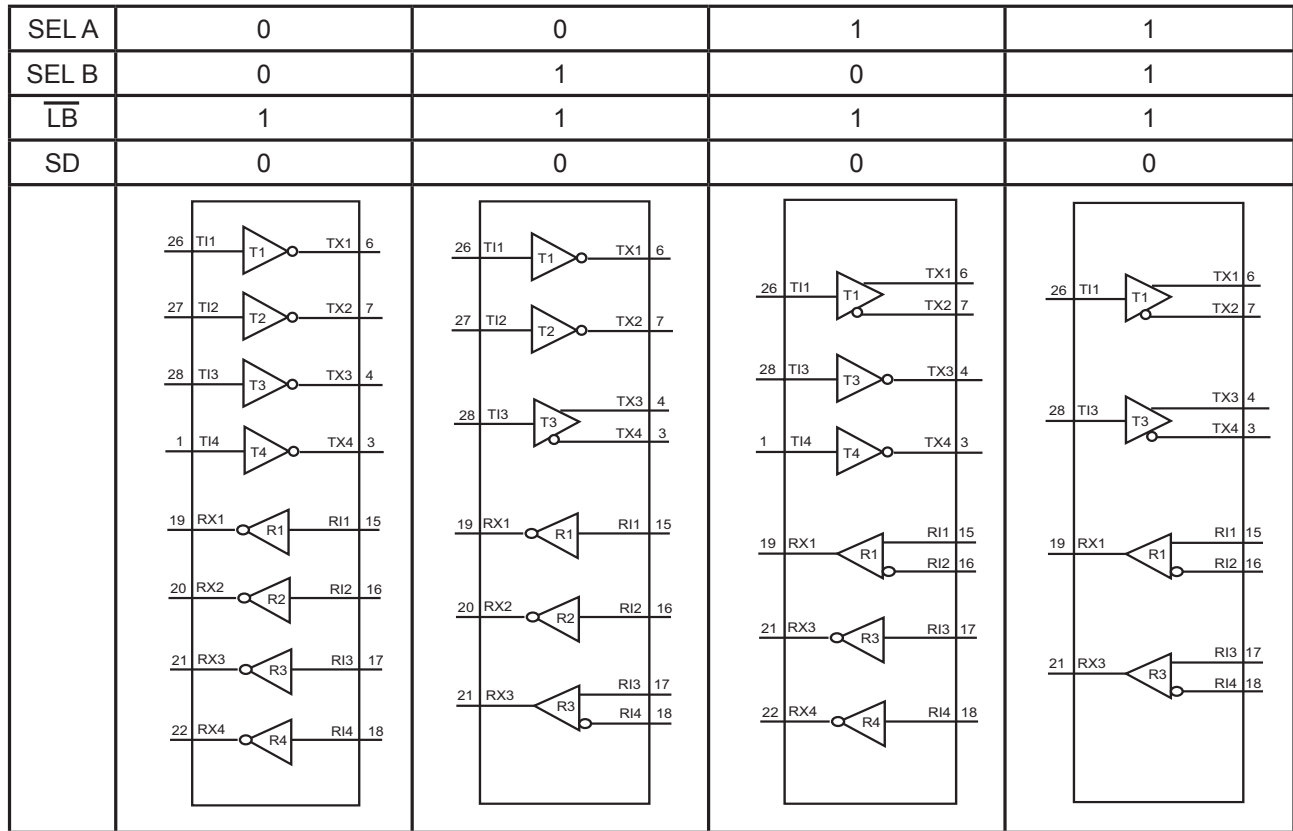 SEL A 0 0 1 1
SEL B 0 1 0 1
LB 1 1 1 1
SD 0 0 0 0
26 TI1 T1 TX1 6
27 TI2 T2 TX2 7
28 TI3 T3 TX3 4
1 TI4 T4 TX4 3
19 RX1 R1 RI1 15
20 RX2 R2 RI2 16
21 RX3 R3 RI3 17
22 RX4 R4 RI4 18
26 TI1 T1 TX1 6
27 TI2 T2 TX2 7
28 TI3 T3 TX3 4
TX4 3
19 RX1 R1 RI1 15
20 RX2 R2 RI2 16
21 RX3 R3 RI3 17
RI4 18
26 TI1 T1 TX1 6
TX2 7
28 TI3 T3 TX3 4
1 TI4 T4 TX4 3
19 RX1 R1 RI1 15
RI2 16
21 RX3 R3 RI3 17
22 RX4 R4 RI4 18
26 TI1 T1 TX1 6
TX2 7
28 TI3 T3 TX3 4
TX4 3
19 RX1 R1 RI1 15
RI2 16
21 RX3 R3 RI3 17
RI4 18